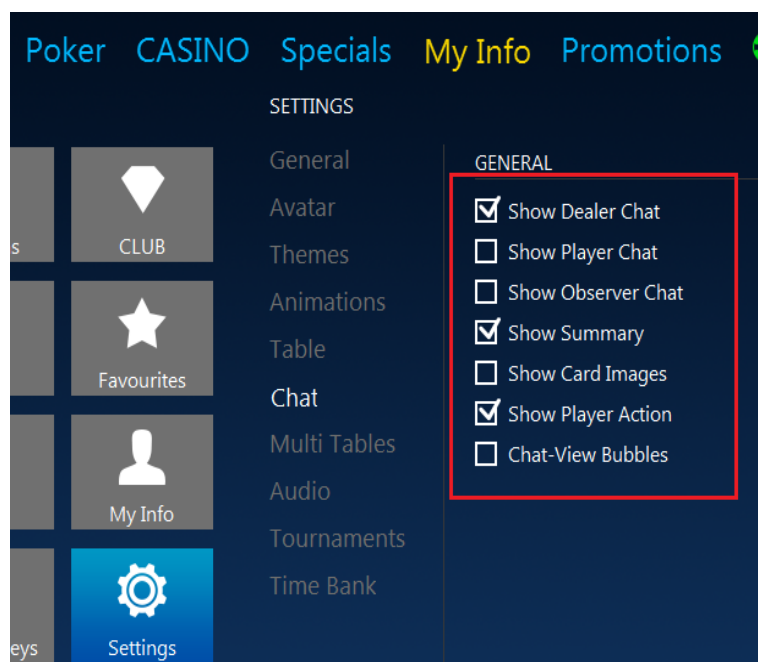 Poker CASINO Specials My Info Promotions
SETTINGS
General
Avatar
Themes
Animations
Table
Chat
Multi Tables
Audio
Tournaments
Time Bank
GENERAL
Show Dealer Chat
Show Player Chat
Show Observer Chat
Show Summary
Show Card Images
Show Player Action
Chat-View Bubbles
s
CLUB
Favourites
My Info
eys
Settings